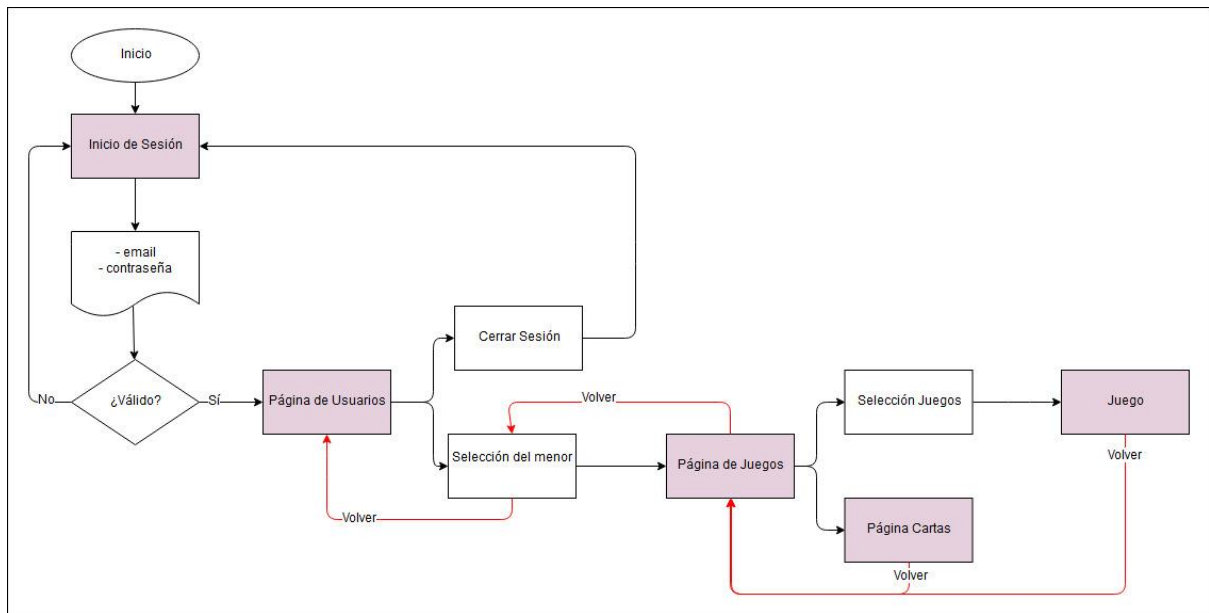 Inicio
Inicio de Sesión
- email
- contraseña
¿Válido?
No
Sí
Página de Usuarios
Cerrar Sesión
Selección del menor
Volver
Volver
Página de Juegos
Selección Juegos
Juego
Volver
Página Cartas
Volver